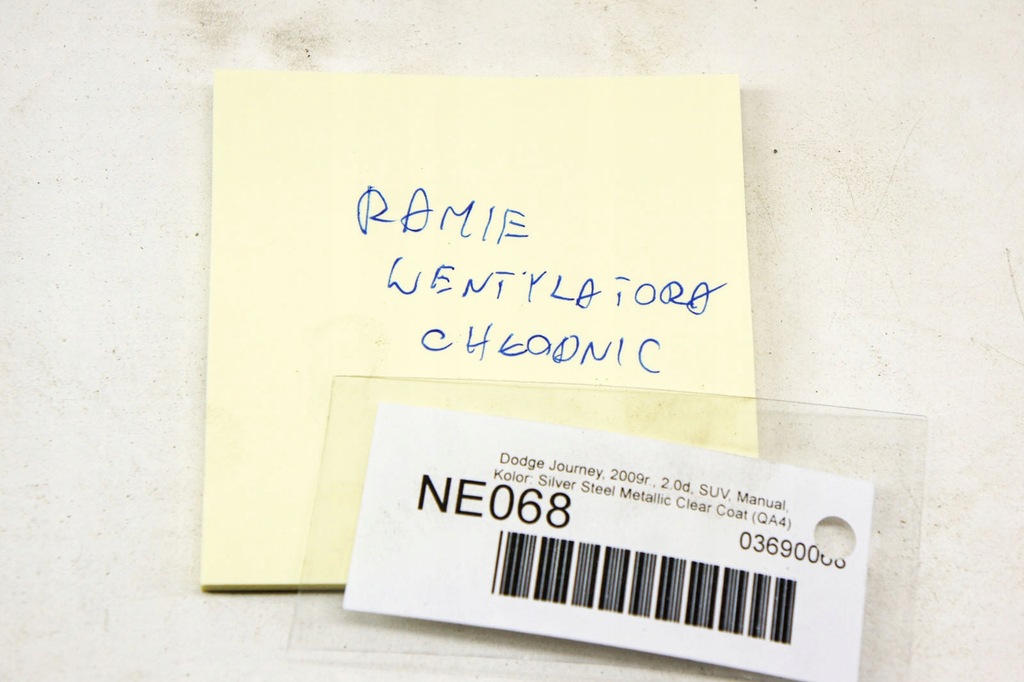 RAMIE
WENTYLATORA
CHŁODNIC
Dodge Journey, 2009r., 2.0d, SUV, Manual,
Kolor: Silver Steel Metallic Clear Coat (QA4)
NE068